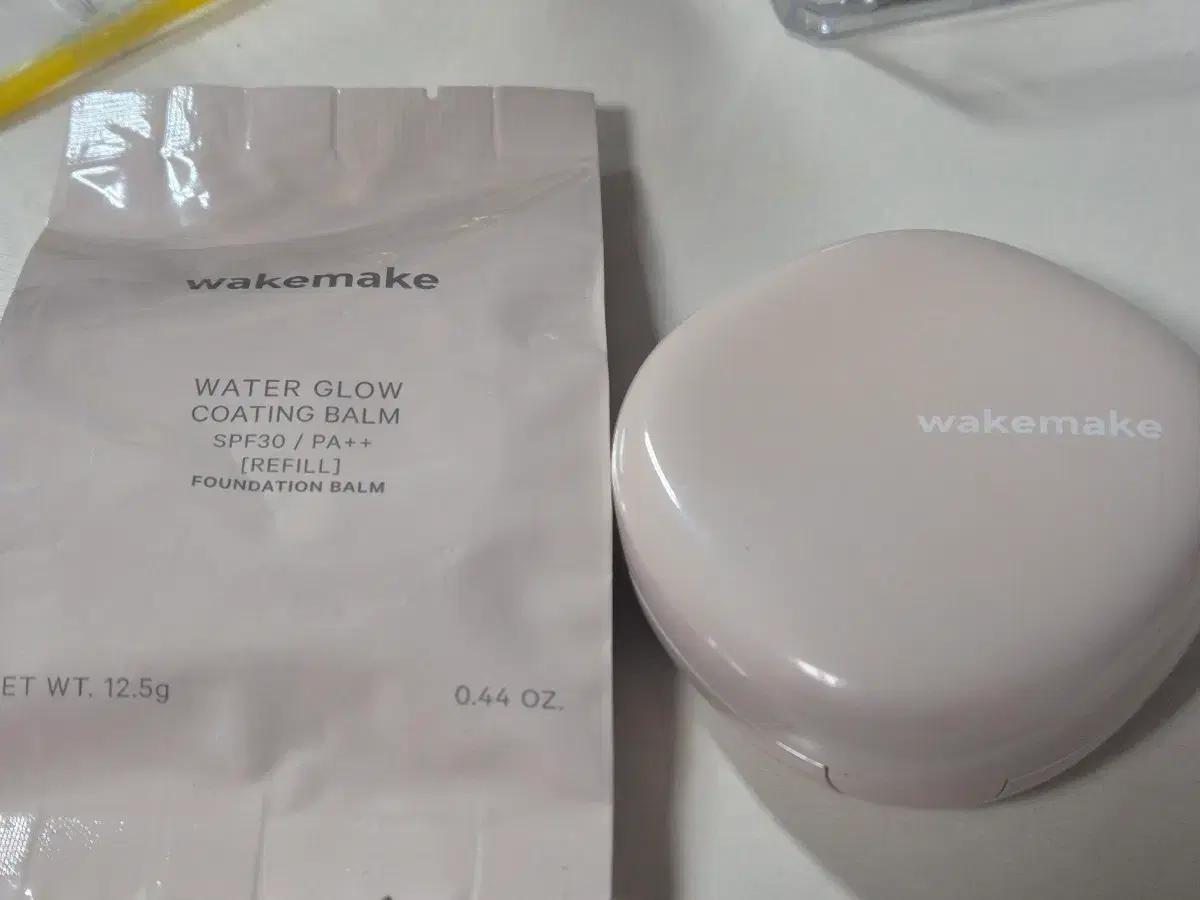 wakemake
WATER GLOW
COATING BALM
SPF30 / PA++
[REFILL]
FOUNDATION BALM
ET WT. 12.5g
0.44 OZ.
wakemake